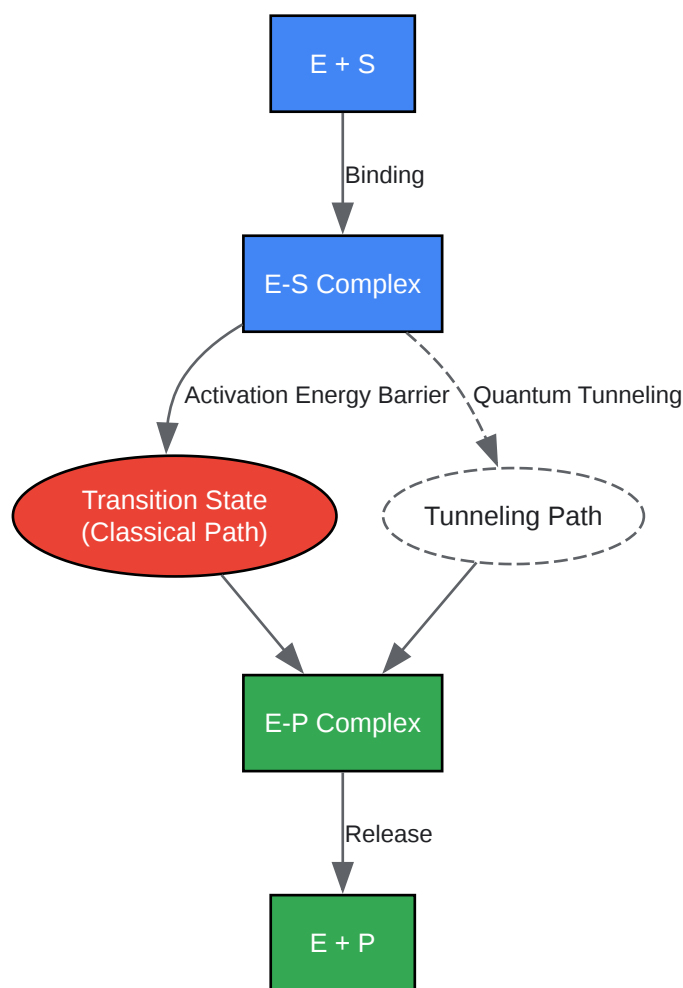 E + S
Binding
E-S Complex
Activation Energy Barrier
Quantum Tunneling
Transition State
(Classical Path)
Tunneling Path
E-P Complex
Release
E + P